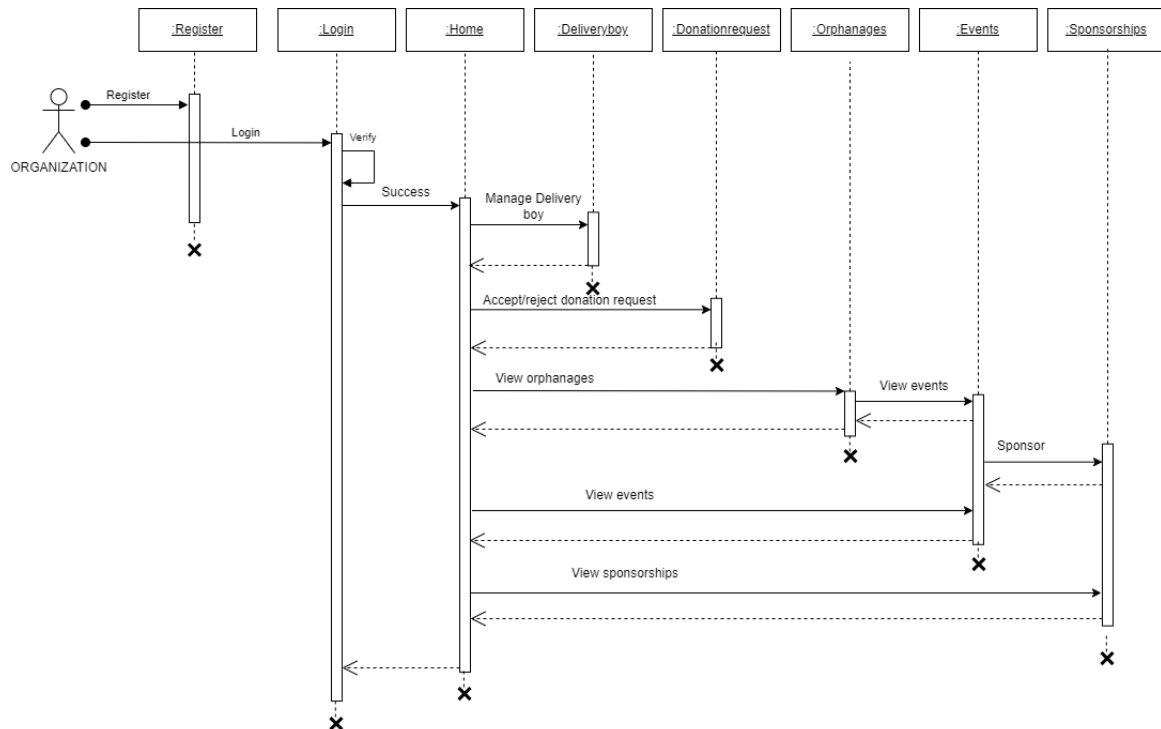 :Register
:Login
:Home
:Deliveryboy
:Donationrequest
:Orphanages
:Events
:Sponsorships
Register
Login
ORGANIZATION
Verify
Success
Manage Delivery
boy
Accept/reject donation request
View orphanages
View events
Sponsor
View events
View sponsorships